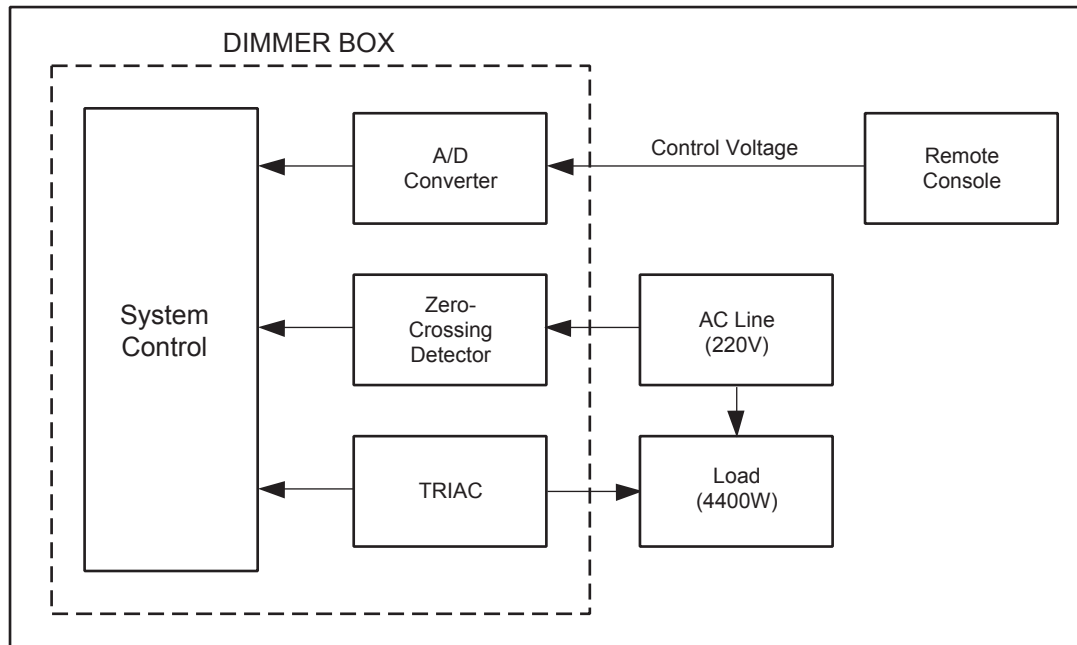 DIMMER BOX
A/D
Converter
Control Voltage
Remote
Console
System
Control
Zero-
Crossing
Detector
AC Line
(220V)
TRIAC
Load
(4400W)